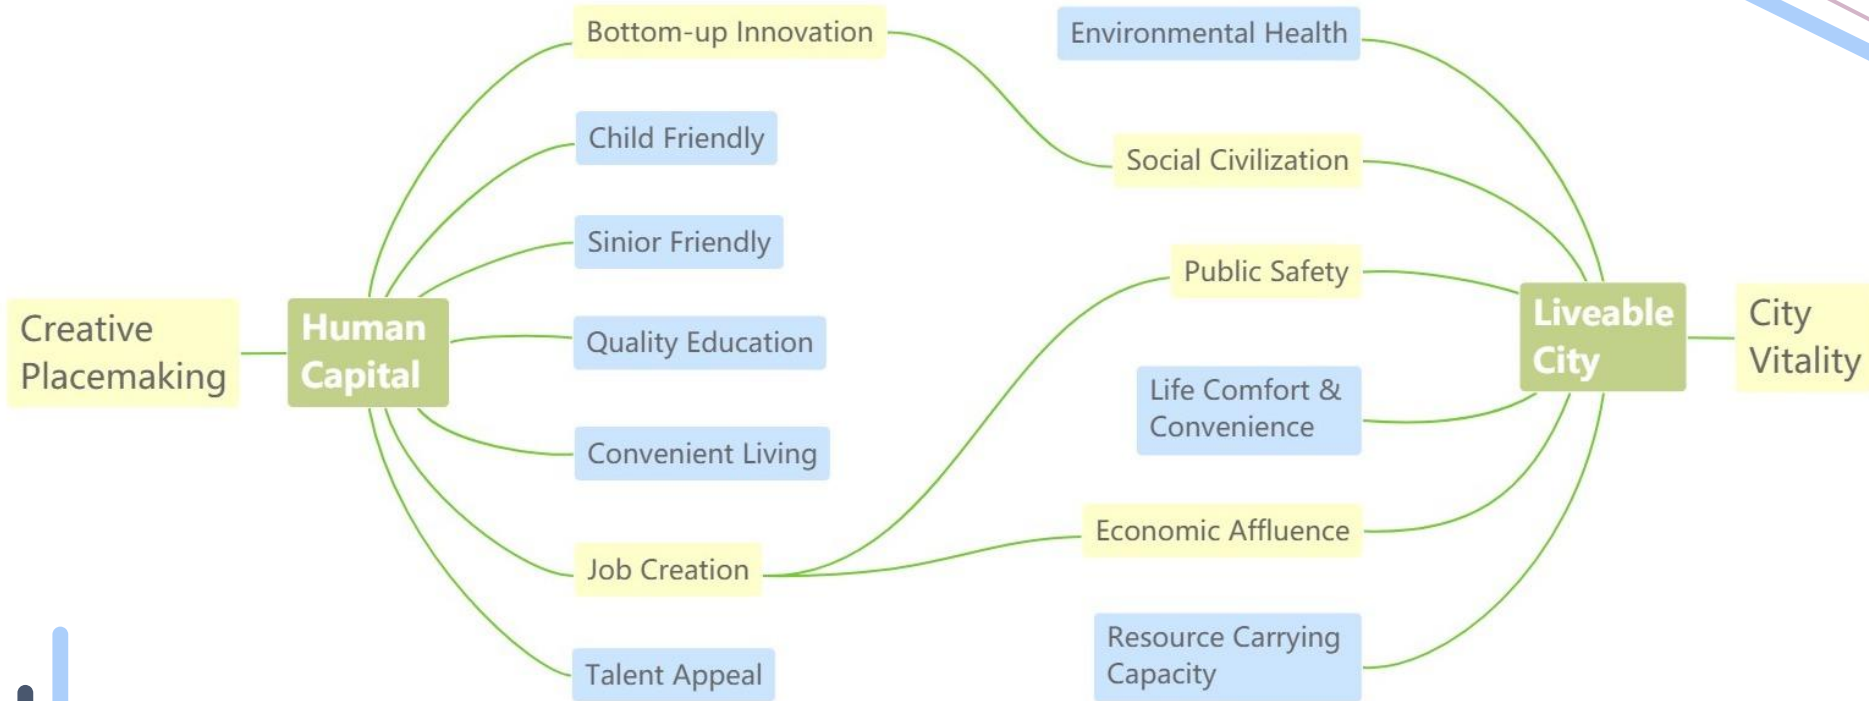 Creative
Placemaking
Human
Capital
Bottom-up Innovation
Child Friendly
Sinior Friendly
Quality Education
Convenient Living
Job Creation
Talent Appeal
Environmental Health
Social Civilization
Public Safety
Life Comfort &
Convenience
Economic Affluence
Resource Carrying
Capacity
Liveable
City
City
Vitality